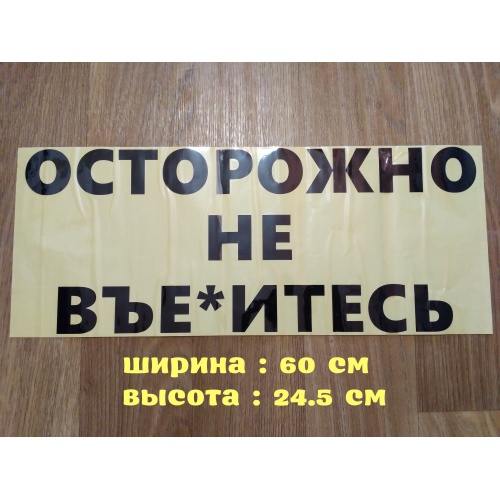 ОСТОРОЖНО
НЕ
ВЪЕ*ИТЕСЬ
ширина : 60 см
высота : 24.5 см